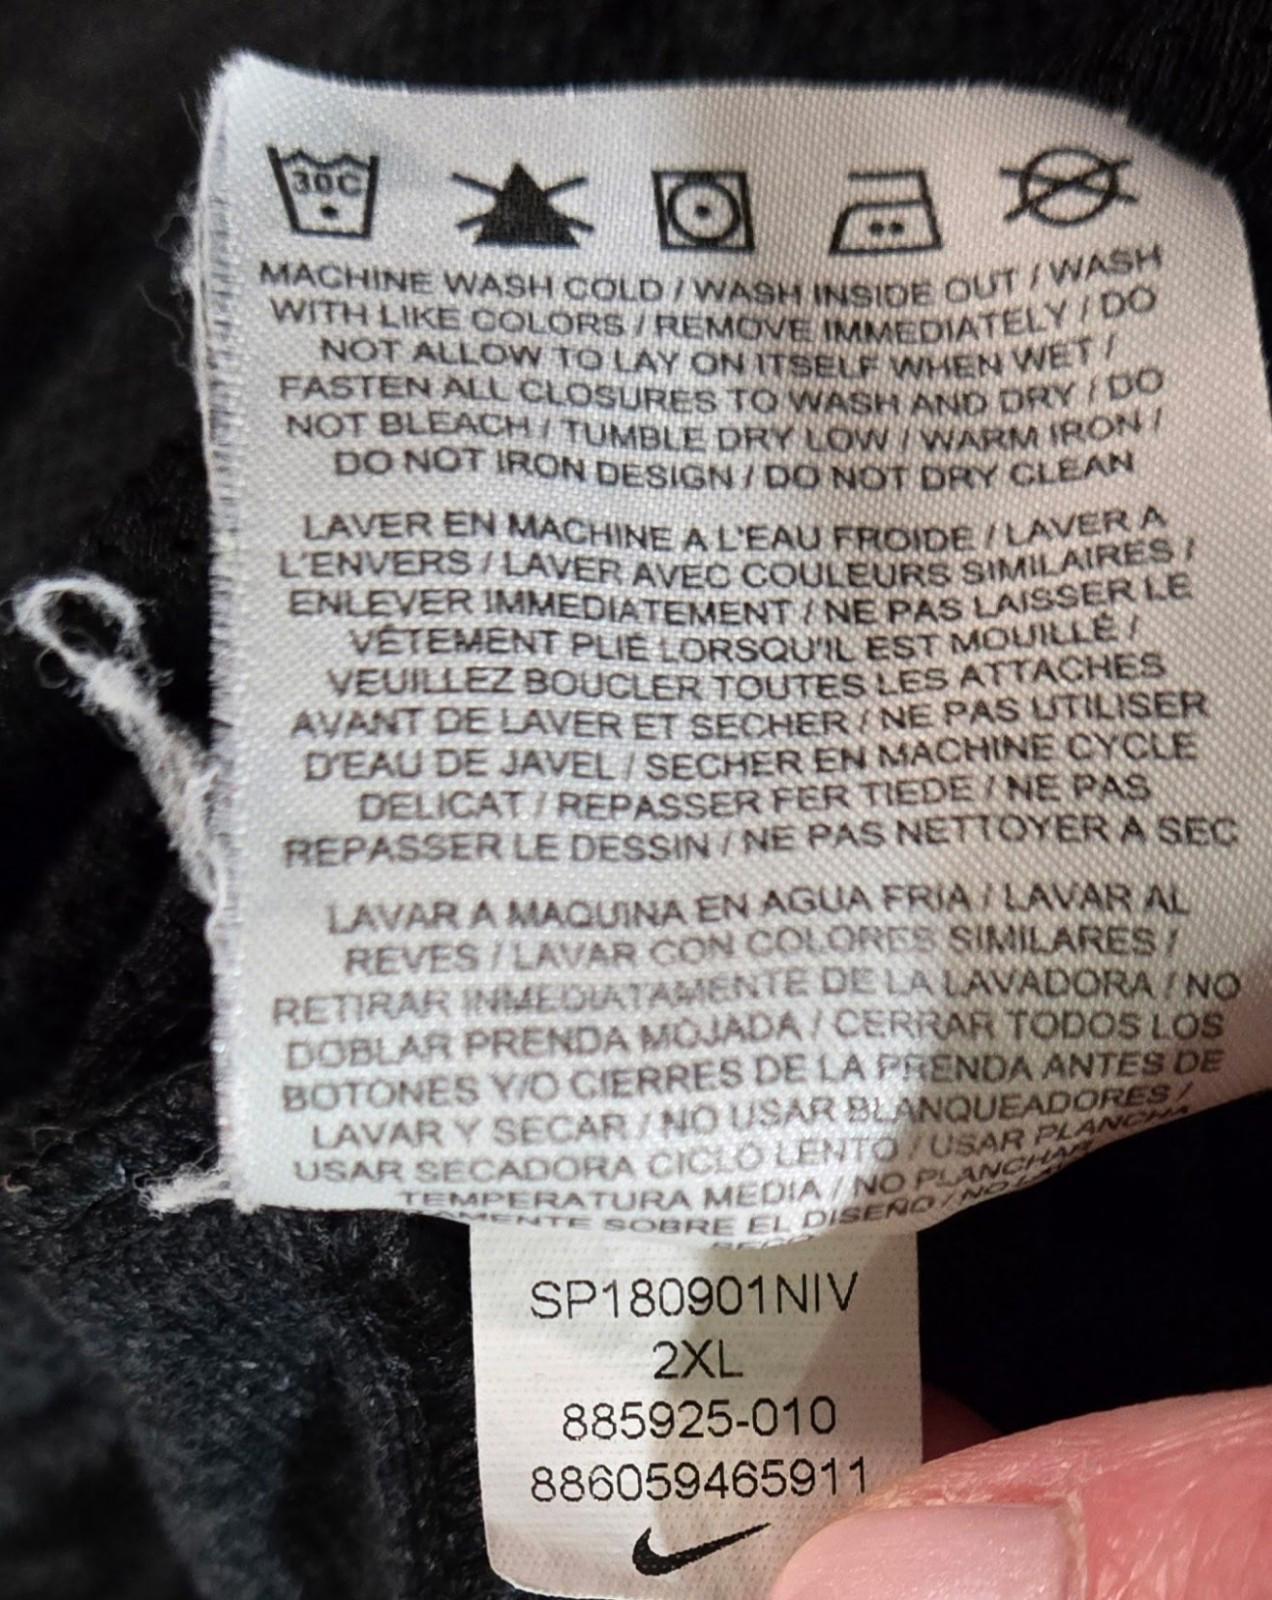 30C
MACHINE WASH COLD / WASH INSIDE OUT / WASH
WITH LIKE COLORS / REMOVE IMMEDIATELY / DO
NOT ALLOW TO LAY ON ITSELF WHEN WET /
FASTEN ALL CLOSURES TO WASH AND DRY / DO
NOT BLEACH / TUMBLE DRY LOW / WARM IRON /
DO NOT IRON DESIGN / DO NOT DRY CLEAN
LAVER EN MACHINE A L'EAU FROIDE / LAVER A
L'ENVERS / LAVER AVEC COULEURS SIMILAIRES /
ENLEVER IMMEDIATEMENT / NE PAS LAISSER LE
VÊTEMENT PLIÉ LORSQU'IL EST MOUILLÉ /
VEUILLEZ BOUCLER TOUTES LES ATTACHES
AVANT DE LAVER ET SECHER / NE PAS UTILISER
D'EAU DE JAVEL / SECHER EN MACHINE CYCLE
DELICAT / REPASSER FER TIEDE / NE PAS
REPASSER LE DESSIN / NE PAS NETTOYER A SEC
LAVAR A MAQUINA EN AGUA FRIA / LAVAR AL
REVES / LAVAR CON COLORES SIMILARES /
RETIRAR INMEDIATAMENTE DE LA LAVADORA / NO
DOBLAR PRENDA MOJADA / CERRAR TODOS LOS
BOTONES Y/O CIERRES DE LA PRENDA ANTES DE
LAVAR Y SECAR / NO USAR BLANQUEADORES /
USAR SECADORA CICLO LENTO / USAR PLANCHA
TEMPERATURA MEDIA / NO PLANCHAR
SOBRE EL DISEÑO / NO
SP180901NIV
2XL
885925-010
886059465911